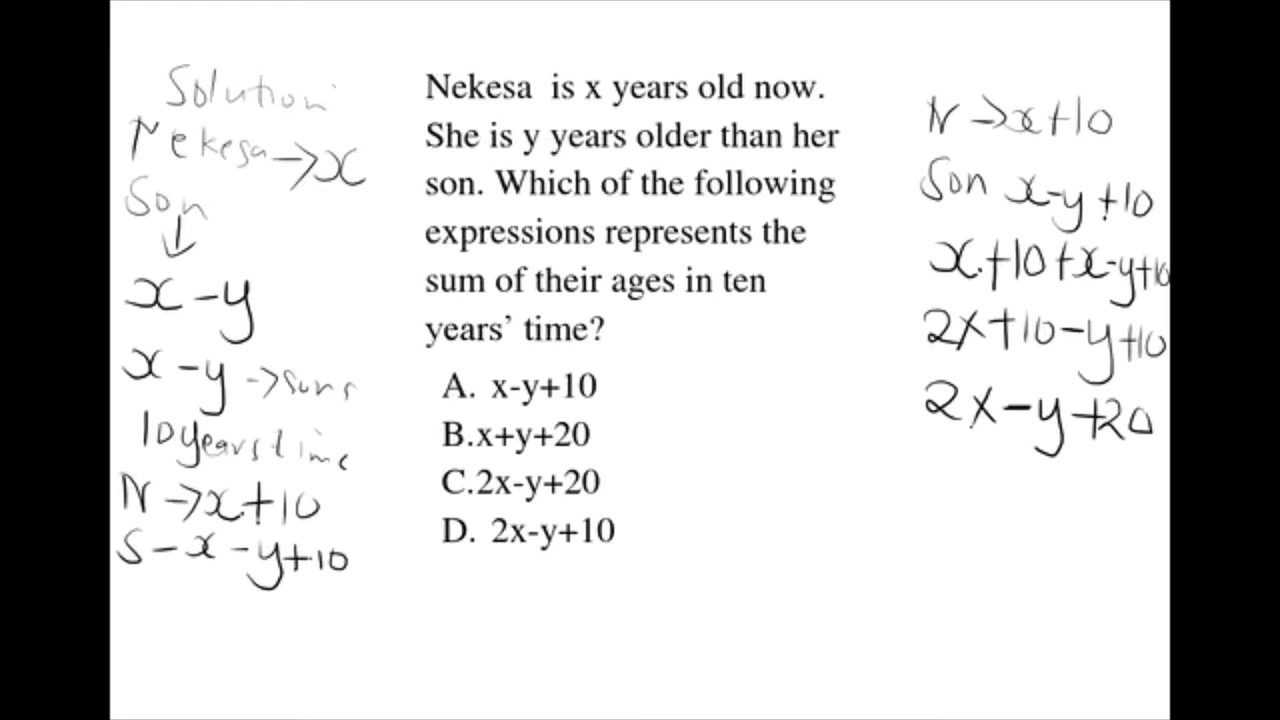 Solution
Nekesa → x
Son
↓
x - y
x - y → sons
10 years time
N → x+10
S - x - y+10
Nekesa is x years old now.
She is y years older than her
son. Which of the following
expressions represents the
sum of their ages in ten
years’ time?
A. x-y+10
B.x+y+20
C.2x-y+20
D. 2x-y+10
N → x+10
Son x-y+10
x+10+x-y+10
2x+10-y+10
2x-y+20